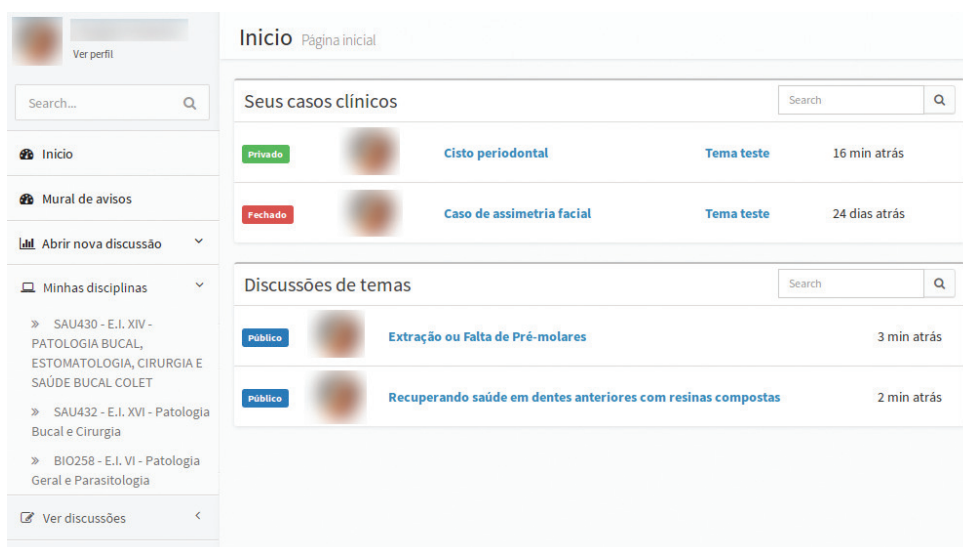 Ver perfil
Search...
Inicio
Mural de avisos
Abrir nova discussão
Minhas disciplinas
» SAU430 - E.I. XIV -
PATOLOGIA BUCAL,
ESTOMATOLOGIA, CIRURGIA E
SAÚDE BUCAL COLET
» SAU432 - E.I. XVI - Patologia
Bucal e Cirurgia
» BIO258 - E.I. VI - Patologia
Geral e Parasitologia
Ver discussões
Inicio Página inicial
Seus casos clínicos Search
Privado Cisto periodontal Tema teste 16 min atrás
Fechado Caso de assimetria facial Tema teste 24 dias atrás
Discussões de temas Search
Público Extração ou Falta de Pré-molares 3 min atrás
Público Recuperando saúde em dentes anteriores com resinas compostas 2 min atrás